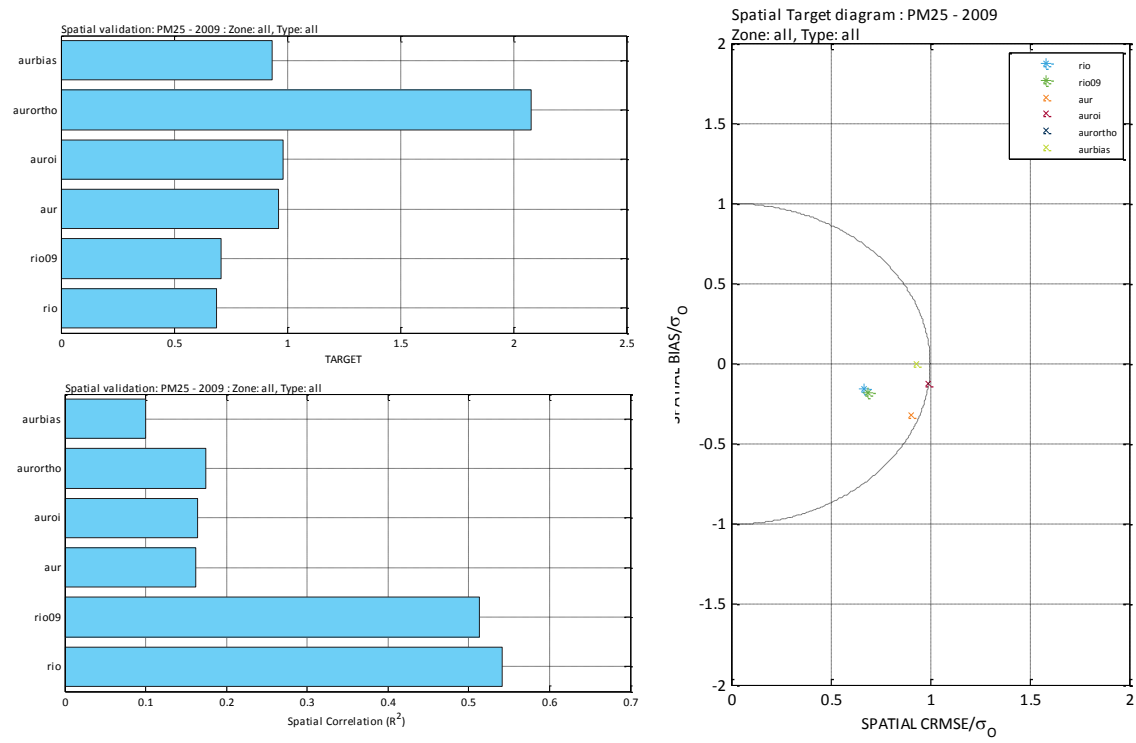 Spatial validation: PM25 - 2009 : Zone: all, Type: all
aurbias
aurortho
auroi
aur
rio09
rio
0 0.5 1 1.5 2 2.5
TARGET
Spatial validation: PM25 - 2009 : Zone: all, Type: all
aurbias
aurortho
auroi
aur
rio09
rio
0 0.1 0.2 0.3 0.4 0.5 0.6 0.7
Spatial Correlation (R²)
Spatial Target diagram : PM25 - 2009
Zone: all, Type: all
2
1.5
1
0.5
0
-0.5
-1
-1.5
-2
SPATIAL BIAS/σO
rio
rio09
aur
auroi
aurortho
aurbias
0 0.5 1 1.5 2
SPATIAL CRMSE/σO